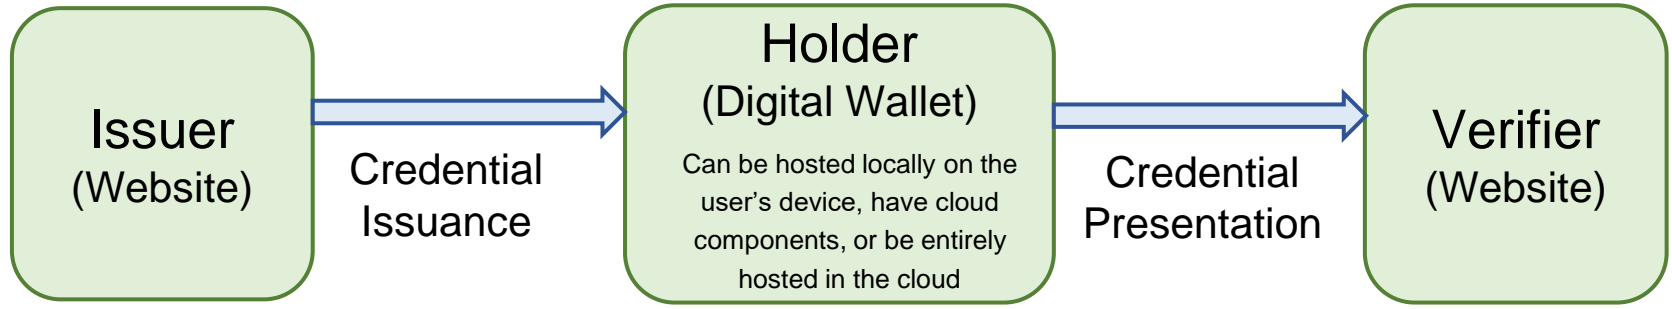 Issuer
(Website)
Credential
Issuance
Holder
(Digital Wallet)
Can be hosted locally on the
user’s device, have cloud
components, or be entirely
hosted in the cloud
Credential
Presentation
Verifier
(Website)